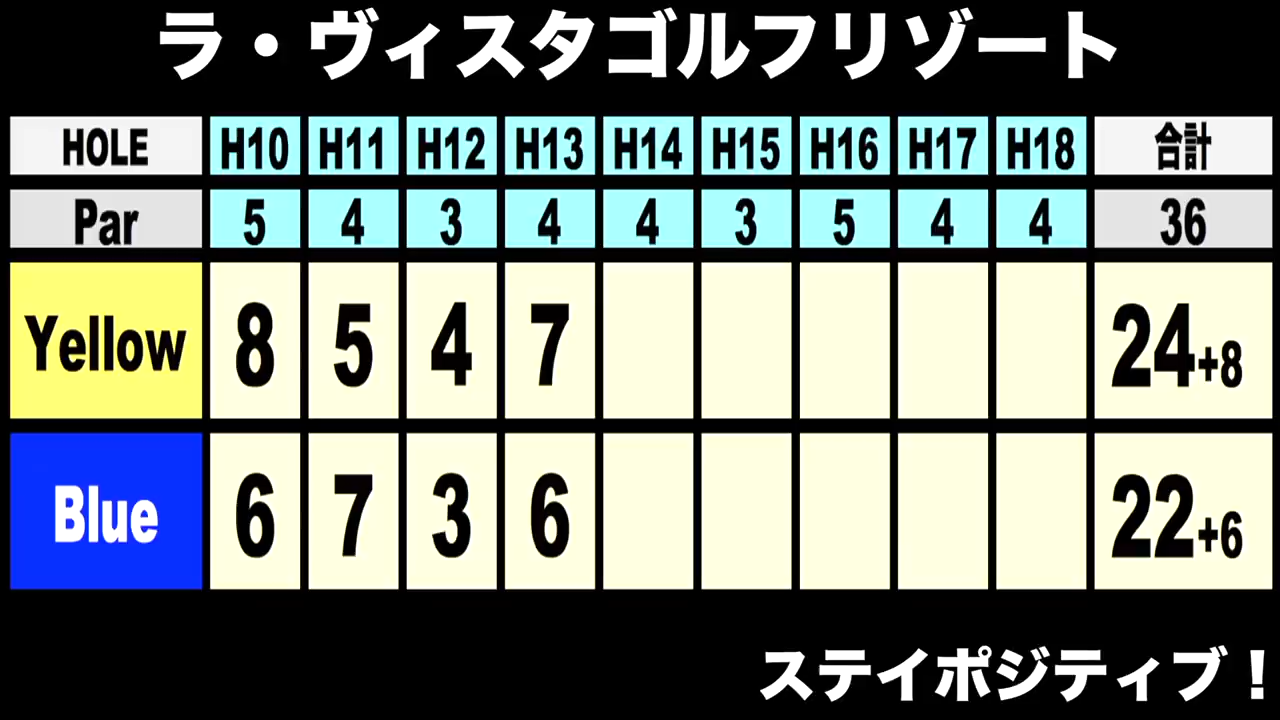 ラ・ヴィスタゴルフリゾート
HOLE H10 H11 H12 H13 H14 H15 H16 H17 H18 合計
Par 5 4 3 4 4 3 5 4 4 36
Yellow 8 5 4 7 24+8
Blue 6 7 3 6 22+6
ステイポジティブ！